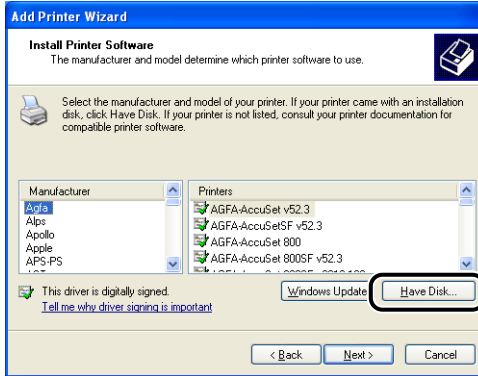 Add Printer Wizard
Install Printer Software
The manufacturer and model determine which printer software to use.
Select the manufacturer and model of your printer. If your printer came with an installation
disk, click Have Disk. If your printer is not listed, consult your printer documentation for
compatible printer software.
Manufacturer
Agfa
Alps
Apollo
Apple
APS-PS
Printers
AGFA-AccuSet v52.3
AGFA-AccuSetSF v52.3
AGFA-AccuSet 800
AGFA-AccuSet 800SF v52.3
This driver is digitally signed.
Tell me why driver signing is important
Windows Update
Have Disk...
< Back
Next >
Cancel